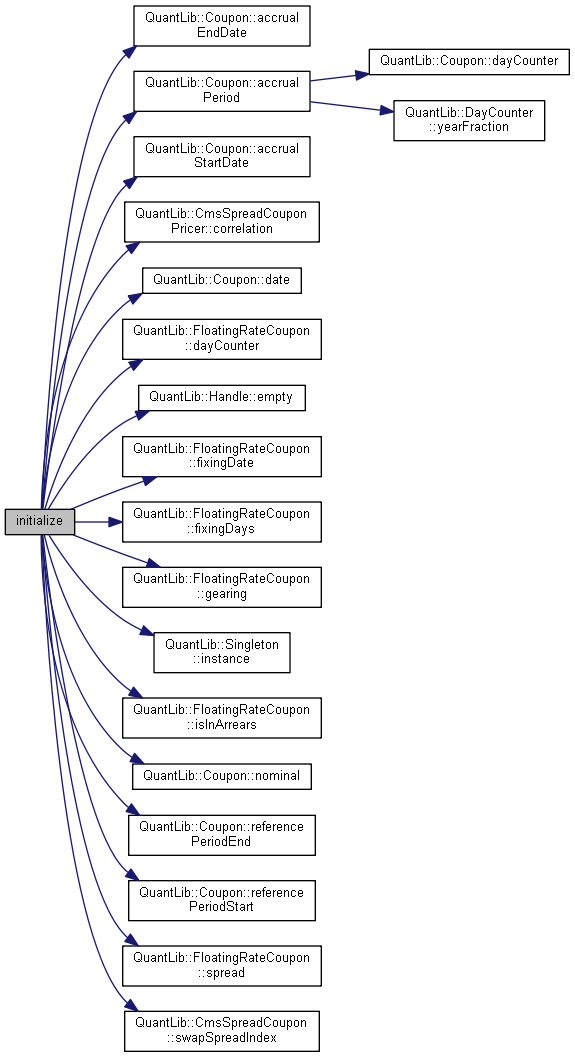 QuantLib::Coupon::accrual
EndDate
QuantLib::Coupon::accrual
Period
QuantLib::Coupon::dayCounter
QuantLib::DayCounter
::yearFraction
QuantLib::Coupon::accrual
StartDate
QuantLib::CmsSpreadCoupon
Pricer::correlation
QuantLib::Coupon::date
QuantLib::FloatingRateCoupon
::dayCounter
QuantLib::Handle::empty
QuantLib::FloatingRateCoupon
::fixingDate
initialize
QuantLib::FloatingRateCoupon
::fixingDays
QuantLib::FloatingRateCoupon
::gearing
QuantLib::Singleton
::instance
QuantLib::FloatingRateCoupon
::isInArrears
QuantLib::Coupon::nominal
QuantLib::Coupon::reference
PeriodEnd
QuantLib::Coupon::reference
PeriodStart
QuantLib::FloatingRateCoupon
::spread
QuantLib::CmsSpreadCoupon
::swapSpreadIndex